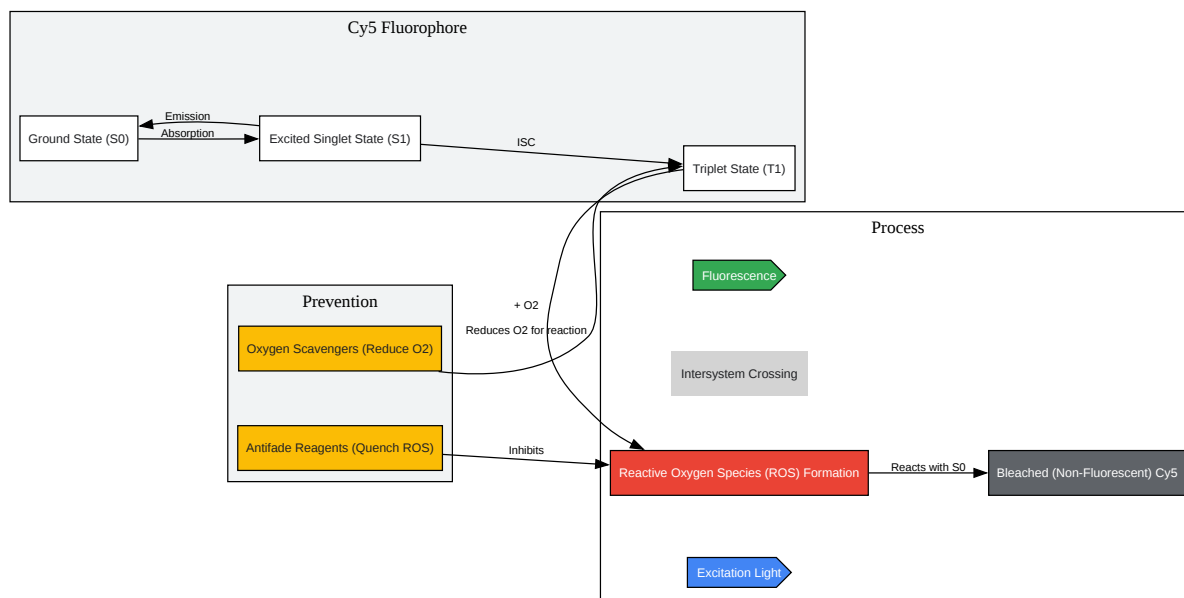 Cy5 Fluorophore
Emission
Absorption
Ground State (S0)
Excited Singlet State (S1)
ISC
Triplet State (T1)
Process
Fluorescence
Prevention
+ O2
Reduces O2 for reaction
Oxygen Scavengers (Reduce O2)
Intersystem Crossing
Antifade Reagents (Quench ROS)
Inhibits
Reactive Oxygen Species (ROS) Formation
Reacts with S0
Bleached (Non-Fluorescent) Cy5
Excitation Light